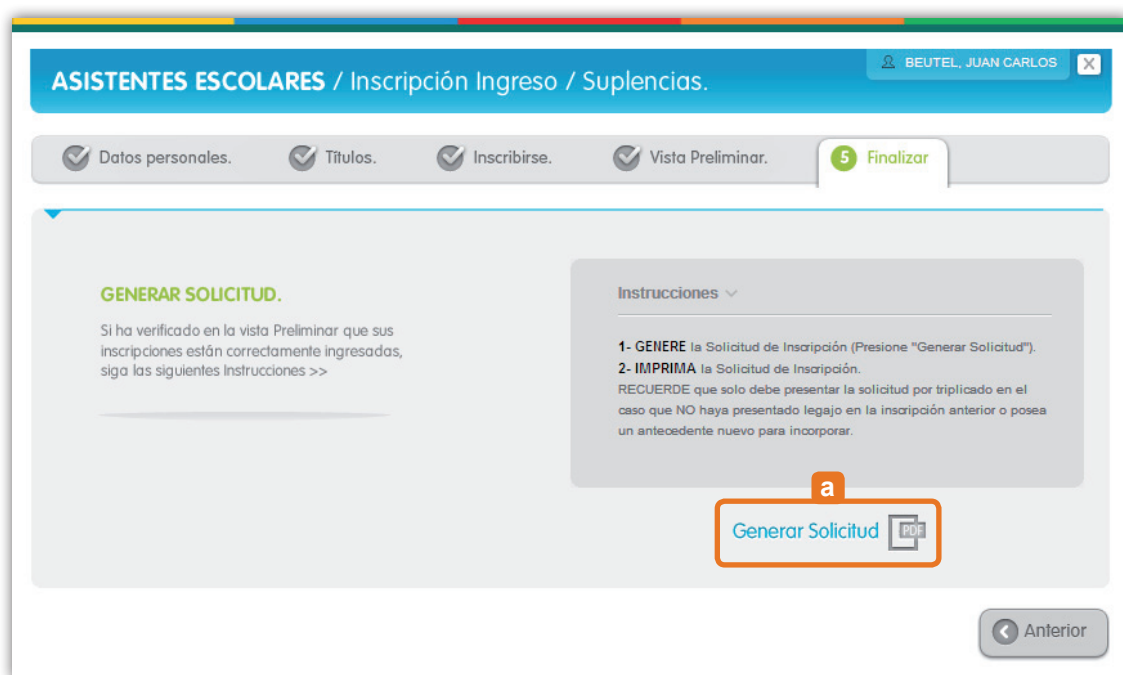 BEUTEL, JUAN CARLOS X
ASISTENTES ESCOLARES / Inscripción Ingreso / Suplencias.
Datos personales. Títulos. Inscribirse. Vista Preliminar. 5 Finalizar
GENERAR SOLICITUD.
Si ha verificado en la vista Preliminar que sus
inscripciones están correctamente ingresadas,
siga las siguientes Instrucciones >>
Instrucciones
1- GENERE la Solicitud de Inscripción (Presione "Generar Solicitud").
2- IMPRIMA la Solicitud de Inscripción.
RECUERDE que solo debe presentar la solicitud por triplicado en el
caso que NO haya presentado legajo en la inscripción anterior o posea
un antecedente nuevo para incorporar.
a
Generar Solicitud PDF
Anterior